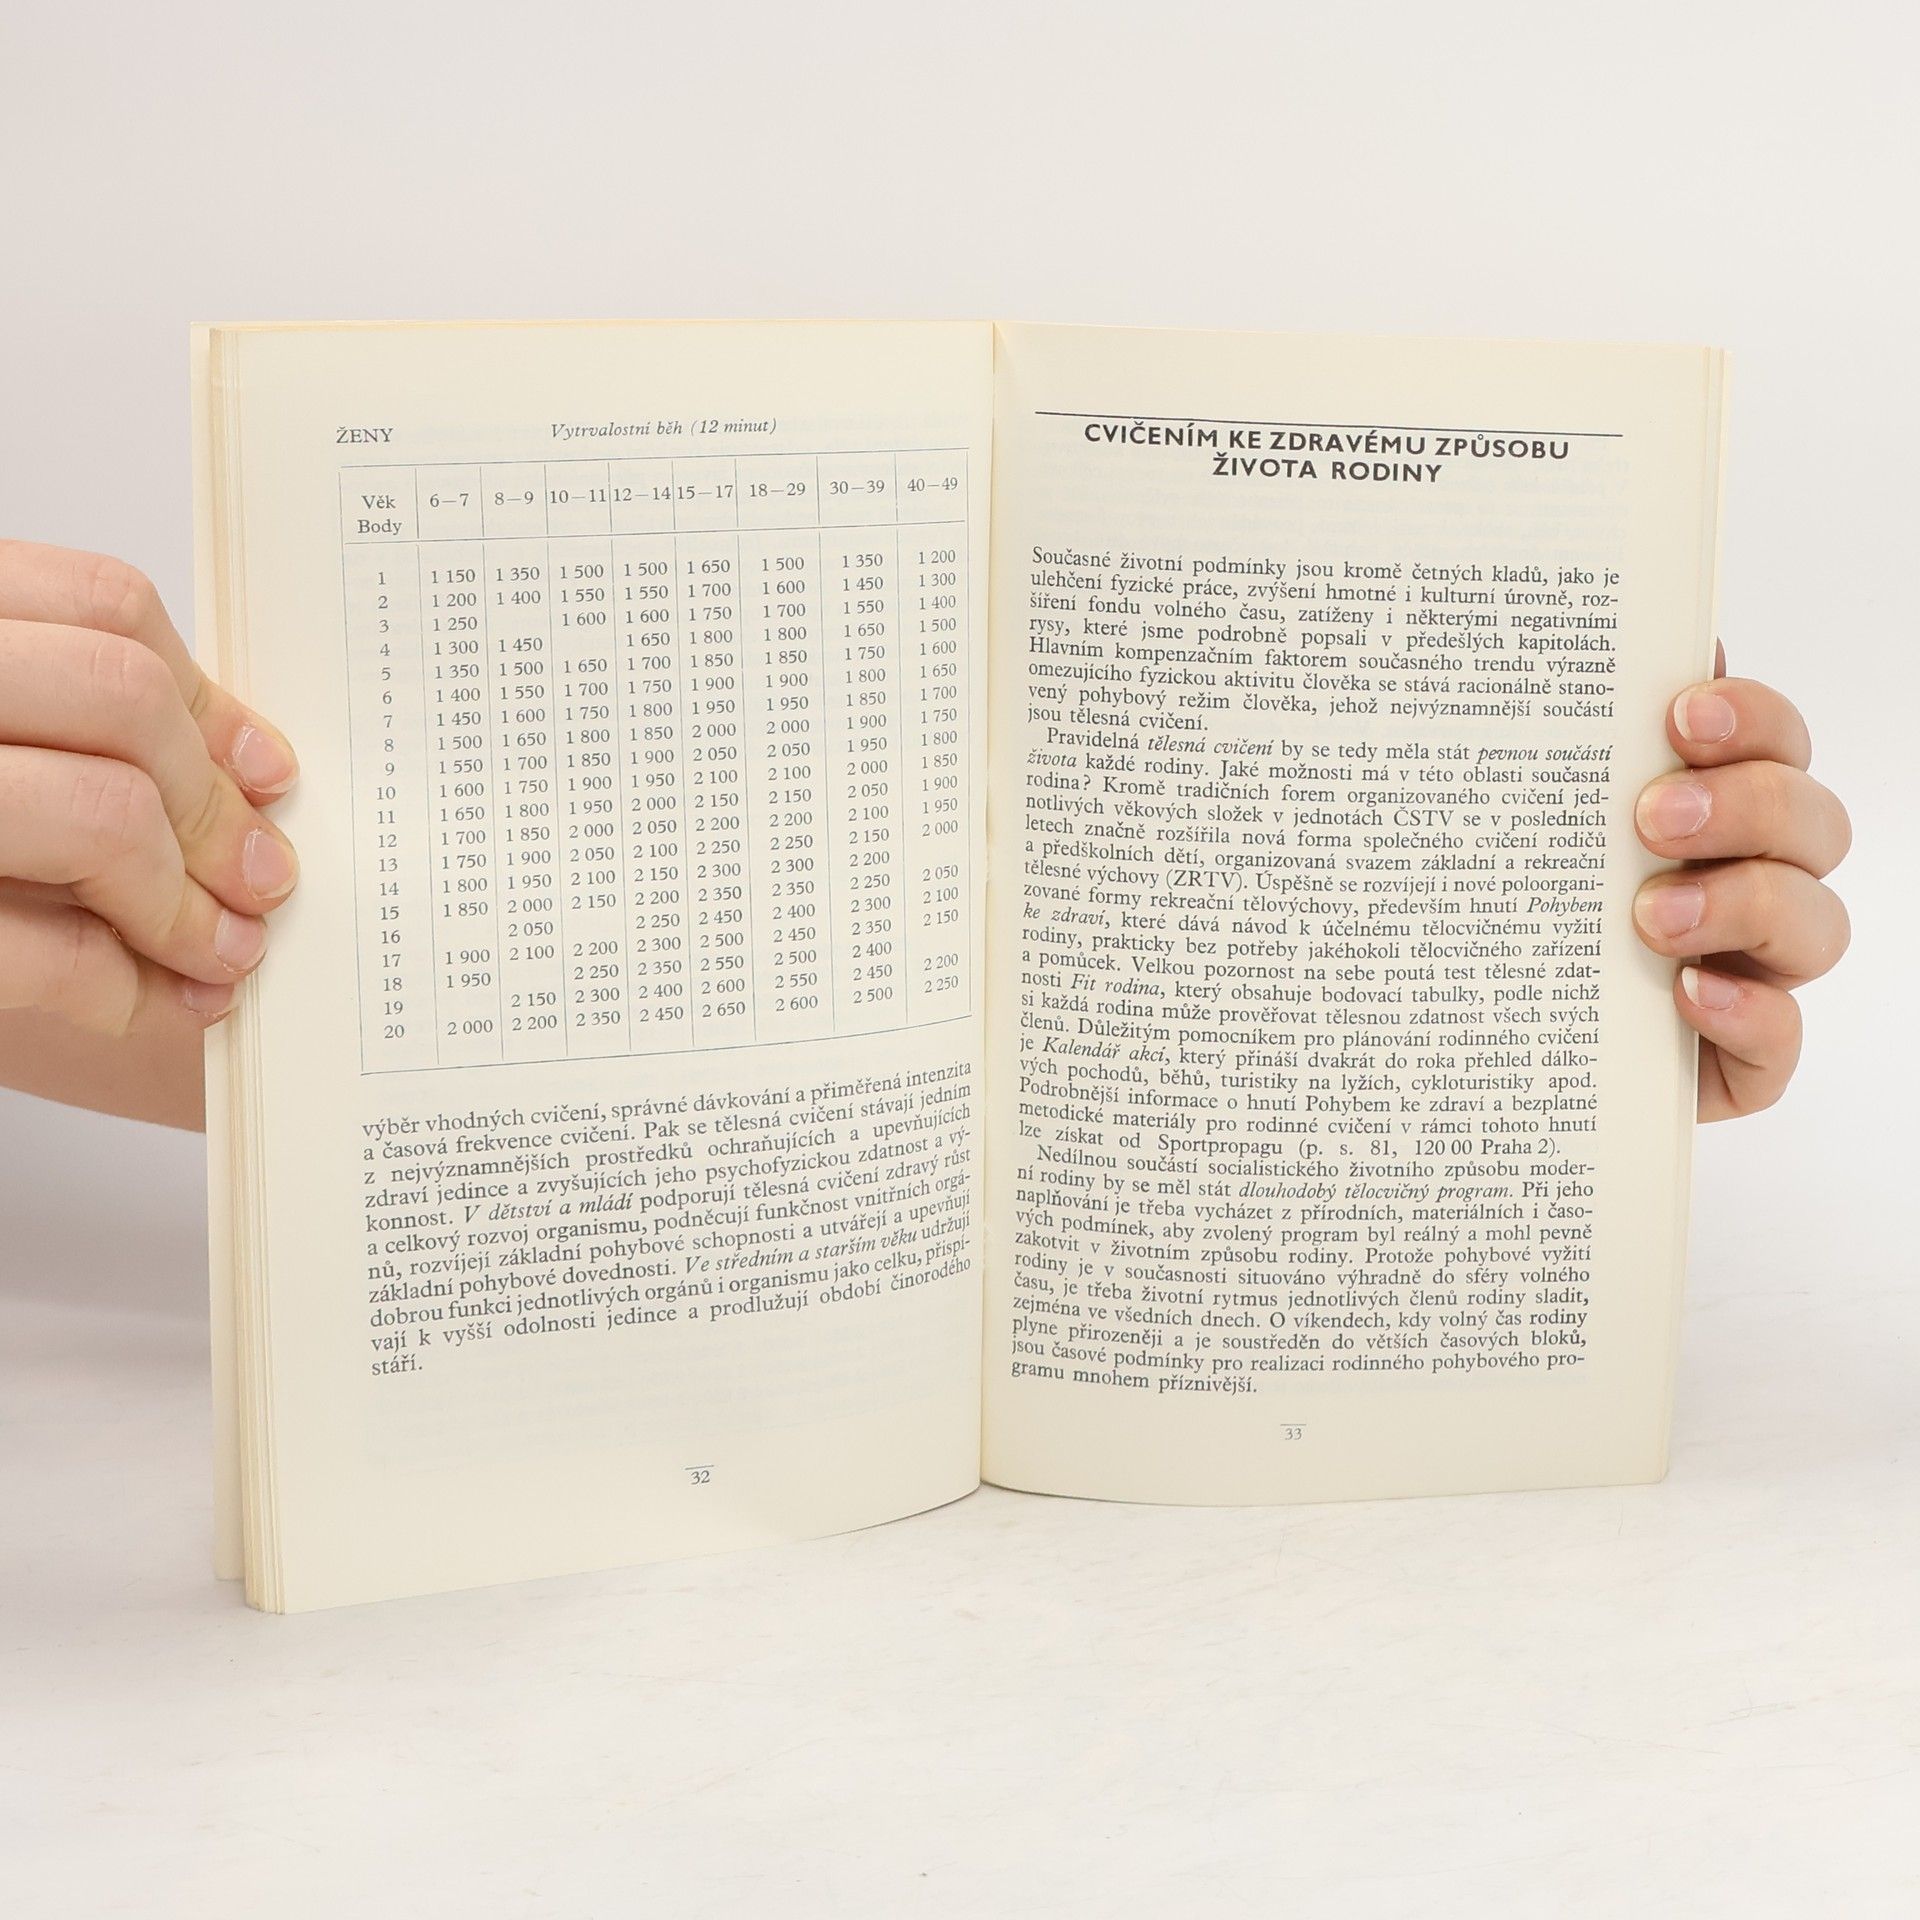 ŽENY Vytrvalostní běh (12 minut)
Věk 6—7 8—9 10—11 12—14 15—17 18—29 30—39 40—49
Body
1 1 150 1 350 1 500 1 500 1 650 1 500 1 350 1 200
2 1 200 1 400 1 550 1 550 1 700 1 600 1 450 1 300
3 1 250 1 600 1 600 1 750 1 700 1 550 1 400
4 1 300 1 450 1 650 1 800 1 800 1 650 1 500
5 1 350 1 500 1 650 1 700 1 850 1 850 1 750 1 600
6 1 400 1 550 1 700 1 750 1 900 1 900 1 800 1 650
7 1 450 1 600 1 750 1 800 1 950 1 950 1 850 1 700
8 1 500 1 650 1 800 1 850 2 000 2 000 1 900 1 750
9 1 550 1 700 1 850 1 900 2 050 2 050 1 950 1 800
10 1 600 1 750 1 900 1 950 2 100 2 100 2 000 1 850
11 1 650 1 800 1 950 2 000 2 150 2 150 2 050 1 900
12 1 700 1 850 2 000 2 050 2 200 2 200 2 100 1 950
13 1 750 1 900 2 050 2 100 2 250 2 250 2 150 2 000
14 1 800 1 950 2 100 2 150 2 300 2 300 2 200
15 1 850 2 000 2 150 2 200 2 350 2 350 2 250 2 050
16 2 050 2 250 2 450 2 400 2 300 2 100
17 1 900 2 100 2 200 2 300 2 500 2 450 2 350 2 150
18 1 950 2 250 2 350 2 550 2 500 2 400
19 2 150 2 300 2 400 2 600 2 550 2 450 2 200
20 2 000 2 200 2 350 2 450 2 650 2 600 2 500 2 250
výběr vhodných cvičení, správné dávkování a přiměřená intenzita
a časová frekvence cvičení. Pak se tělesná cvičení stávají jedním
z nejvýznamnějších prostředků ochraňujících a upevňujících
zdraví jedince a zvyšujících jeho psychofyzickou zdatnost a vý-
konnost. V dětství a mládí podporují tělesná cvičení zdravý růst
a celkový rozvoj organismu, podněcují funkčnost vnitřních orgá-
nů, rozvíjejí základní pohybové schopnosti a utvářejí a upevňují
základní pohybové dovednosti. Ve středním a starším věku udržují
dobrou funkci jednotlivých orgánů i organismu jako celku, přispí-
vají k vyšší odolnosti jedince a prodlužují období činorodého
stáří.
32
CVIČENÍM KE ZDRAVÉMU ZPŮSOBU
ŽIVOTA RODINY
Současné životní podmínky jsou kromě četných kladů, jako je
ulehčení fyzické práce, zvýšení hmotné i kulturní úrovně, roz-
šíření fondu volného času, zatíženy i některými negativními
rysy, které jsme podrobně popsali v předešlých kapitolách.
Hlavním kompenzačním faktorem současného trendu výrazně
omezujícího fyzickou aktivitu člověka se stává racionálně stano-
vený pohybový režim člověka, jehož nejvýznamnější součástí
jsou tělesná cvičení.
Pravidelná tělesná cvičení by se tedy měla stát pevnou součástí
života každé rodiny. Jaké možnosti má v této oblasti současná
rodina? Kromě tradičních forem organizovaného cvičení jed-
notlivých věkových složek v jednotách ČSTV se v posledních
letech značně rozšířila nová forma společného cvičení rodičů
a předškolních dětí, organizovaná svazem základní a rekreační
tělesné výchovy (ZRTV). Úspěšně se rozvíjejí i nové poloorgani-
zované formy rekreační tělovýchovy, především hnutí Pohybem
ke zdraví, které dává návod k účelnému tělocvičnému využití
rodiny, prakticky bez potřeby jakéhokoli tělocvičného zařízení
a pomůcek. Velkou pozornost na sebe poutá test tělesné zdat-
nosti Fit rodina, který obsahuje bodovací tabulky, podle nichž
si každá rodina může prověřovat tělesnou zdatnost všech svých
členů. Důležitým pomocníkem pro plánování rodinného cvičení
je Kalendář akcí, který přináší dvakrát do roka přehled dálko-
vých pochodů, běhů, turistiky na lyžích, cykloturistiky apod.
Podrobnější informace o hnutí Pohybem ke zdraví a bezplatné
metodické materiály pro rodinné cvičení v rámci tohoto hnutí
lze získat od Sportpropagu (p. s. 81, 120 00 Praha 2).
Nedílnou součástí socialistického životního způsobu moder-
ní rodiny by se měl stát dlouhodobý tělocvičný program. Při jeho
naplňování je třeba vycházet z přírodních, materiálních i časo-
vých podmínek, aby zvolený program byl reálný a mohl pevně
zakotvit v životním způsobu rodiny. Protože pohybové vyžití
rodiny je v současnosti situováno výhradně do sféry volného
času, je třeba životní rytmus jednotlivých členů rodiny sladit,
zejména ve všedních dnech. O víkendech, kdy volný čas rodiny
plyne přirozeněji a je soustředěn do větších časových bloků,
jsou časové podmínky pro realizaci rodinného pohybového pro-
gramu mnohem příznivější.
33